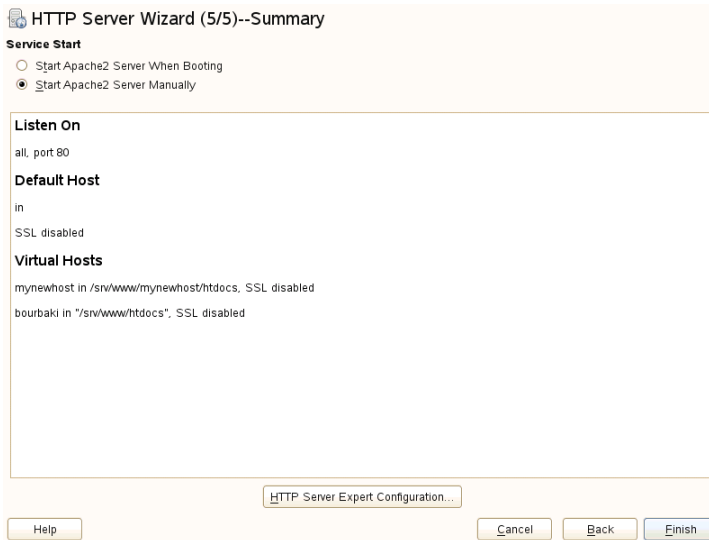 HTTP Server Wizard (5/5)--Summary
Service Start
Start Apache2 Server When Booting
Start Apache2 Server Manually
Listen On
all, port 80
Default Host
in
SSL disabled
Virtual Hosts
mynewhost in /srv/www/mynewhost/htdocs, SSL disabled
bourbaki in "/srv/www/htdocs", SSL disabled
HTTP Server Expert Configuration...
Help
Cancel
Back
Finish